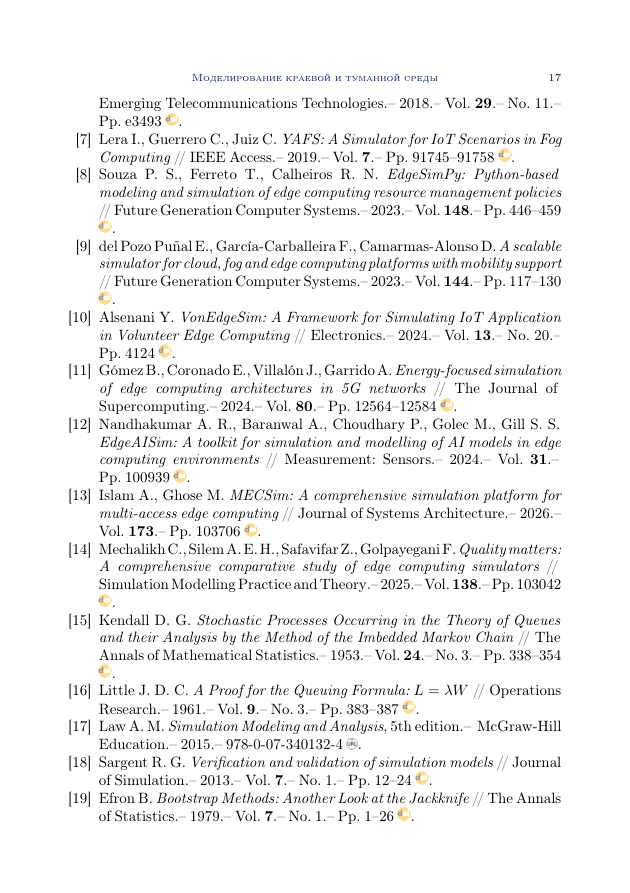 Моделирование краевой и туманной среды 17
Emerging Telecommunications Technologies.– 2018.– Vol. 29.– No. 11.–
Pp. e3493 .
[7] Lera I., Guerrero C., Juiz C. YAFS: A Simulator for IoT Scenarios in Fog
Computing // IEEE Access.– 2019.– Vol. 7.– Pp. 91745–91758 .
[8] Souza P. S., Ferreto T., Calheiros R. N. EdgeSimPy: Python-based
modeling and simulation of edge computing resource management policies
// Future Generation Computer Systems.– 2023.– Vol. 148.– Pp. 446–459
.
[9] del Pozo Puñal E., García-Carballeira F., Camarmas-Alonso D. A scalable
simulator for cloud, fog and edge computing platforms with mobility support
// Future Generation Computer Systems.– 2023.– Vol. 144.– Pp. 117–130
.
[10] Alsenani Y. VonEdgeSim: A Framework for Simulating IoT Application
in Volunteer Edge Computing // Electronics.– 2024.– Vol. 13.– No. 20.–
Pp. 4124 .
[11] Gómez B., Coronado E., Villalón J., Garrido A. Energy-focused simulation
of edge computing architectures in 5G networks // The Journal of
Supercomputing.– 2024.– Vol. 80.– Pp. 12564–12584 .
[12] Nandhakumar A. R., Baranwal A., Choudhary P., Golec M., Gill S. S.
EdgeAISim: A toolkit for simulation and modelling of AI models in edge
computing environments // Measurement: Sensors.– 2024.– Vol. 31.–
Pp. 100939 .
[13] Islam A., Ghose M. MECSim: A comprehensive simulation platform for
multi-access edge computing // Journal of Systems Architecture.– 2026.–
Vol. 173.– Pp. 103706 .
[14] Mechalikh C., Silem A. E. H., Safavifar Z., Golpayegani F. Quality matters:
A comprehensive comparative study of edge computing simulators //
Simulation Modelling Practice and Theory.– 2025.– Vol. 138.– Pp. 103042
.
[15] Kendall D. G. Stochastic Processes Occurring in the Theory of Queues
and their Analysis by the Method of the Imbedded Markov Chain // The
Annals of Mathematical Statistics.– 1953.– Vol. 24.– No. 3.– Pp. 338–354
.
[16] Little J. D. C. A Proof for the Queuing Formula: L = λW // Operations
Research.– 1961.– Vol. 9.– No. 3.– Pp. 383–387 .
[17] Law A. M. Simulation Modeling and Analysis, 5th edition.– McGraw-Hill
Education.– 2015.– 978-0-07-340132-4 .
[18] Sargent R. G. Verification and validation of simulation models // Journal
of Simulation.– 2013.– Vol. 7.– No. 1.– Pp. 12–24 .
[19] Efron B. Bootstrap Methods: Another Look at the Jackknife // The Annals
of Statistics.– 1979.– Vol. 7.– No. 1.– Pp. 1–26 .